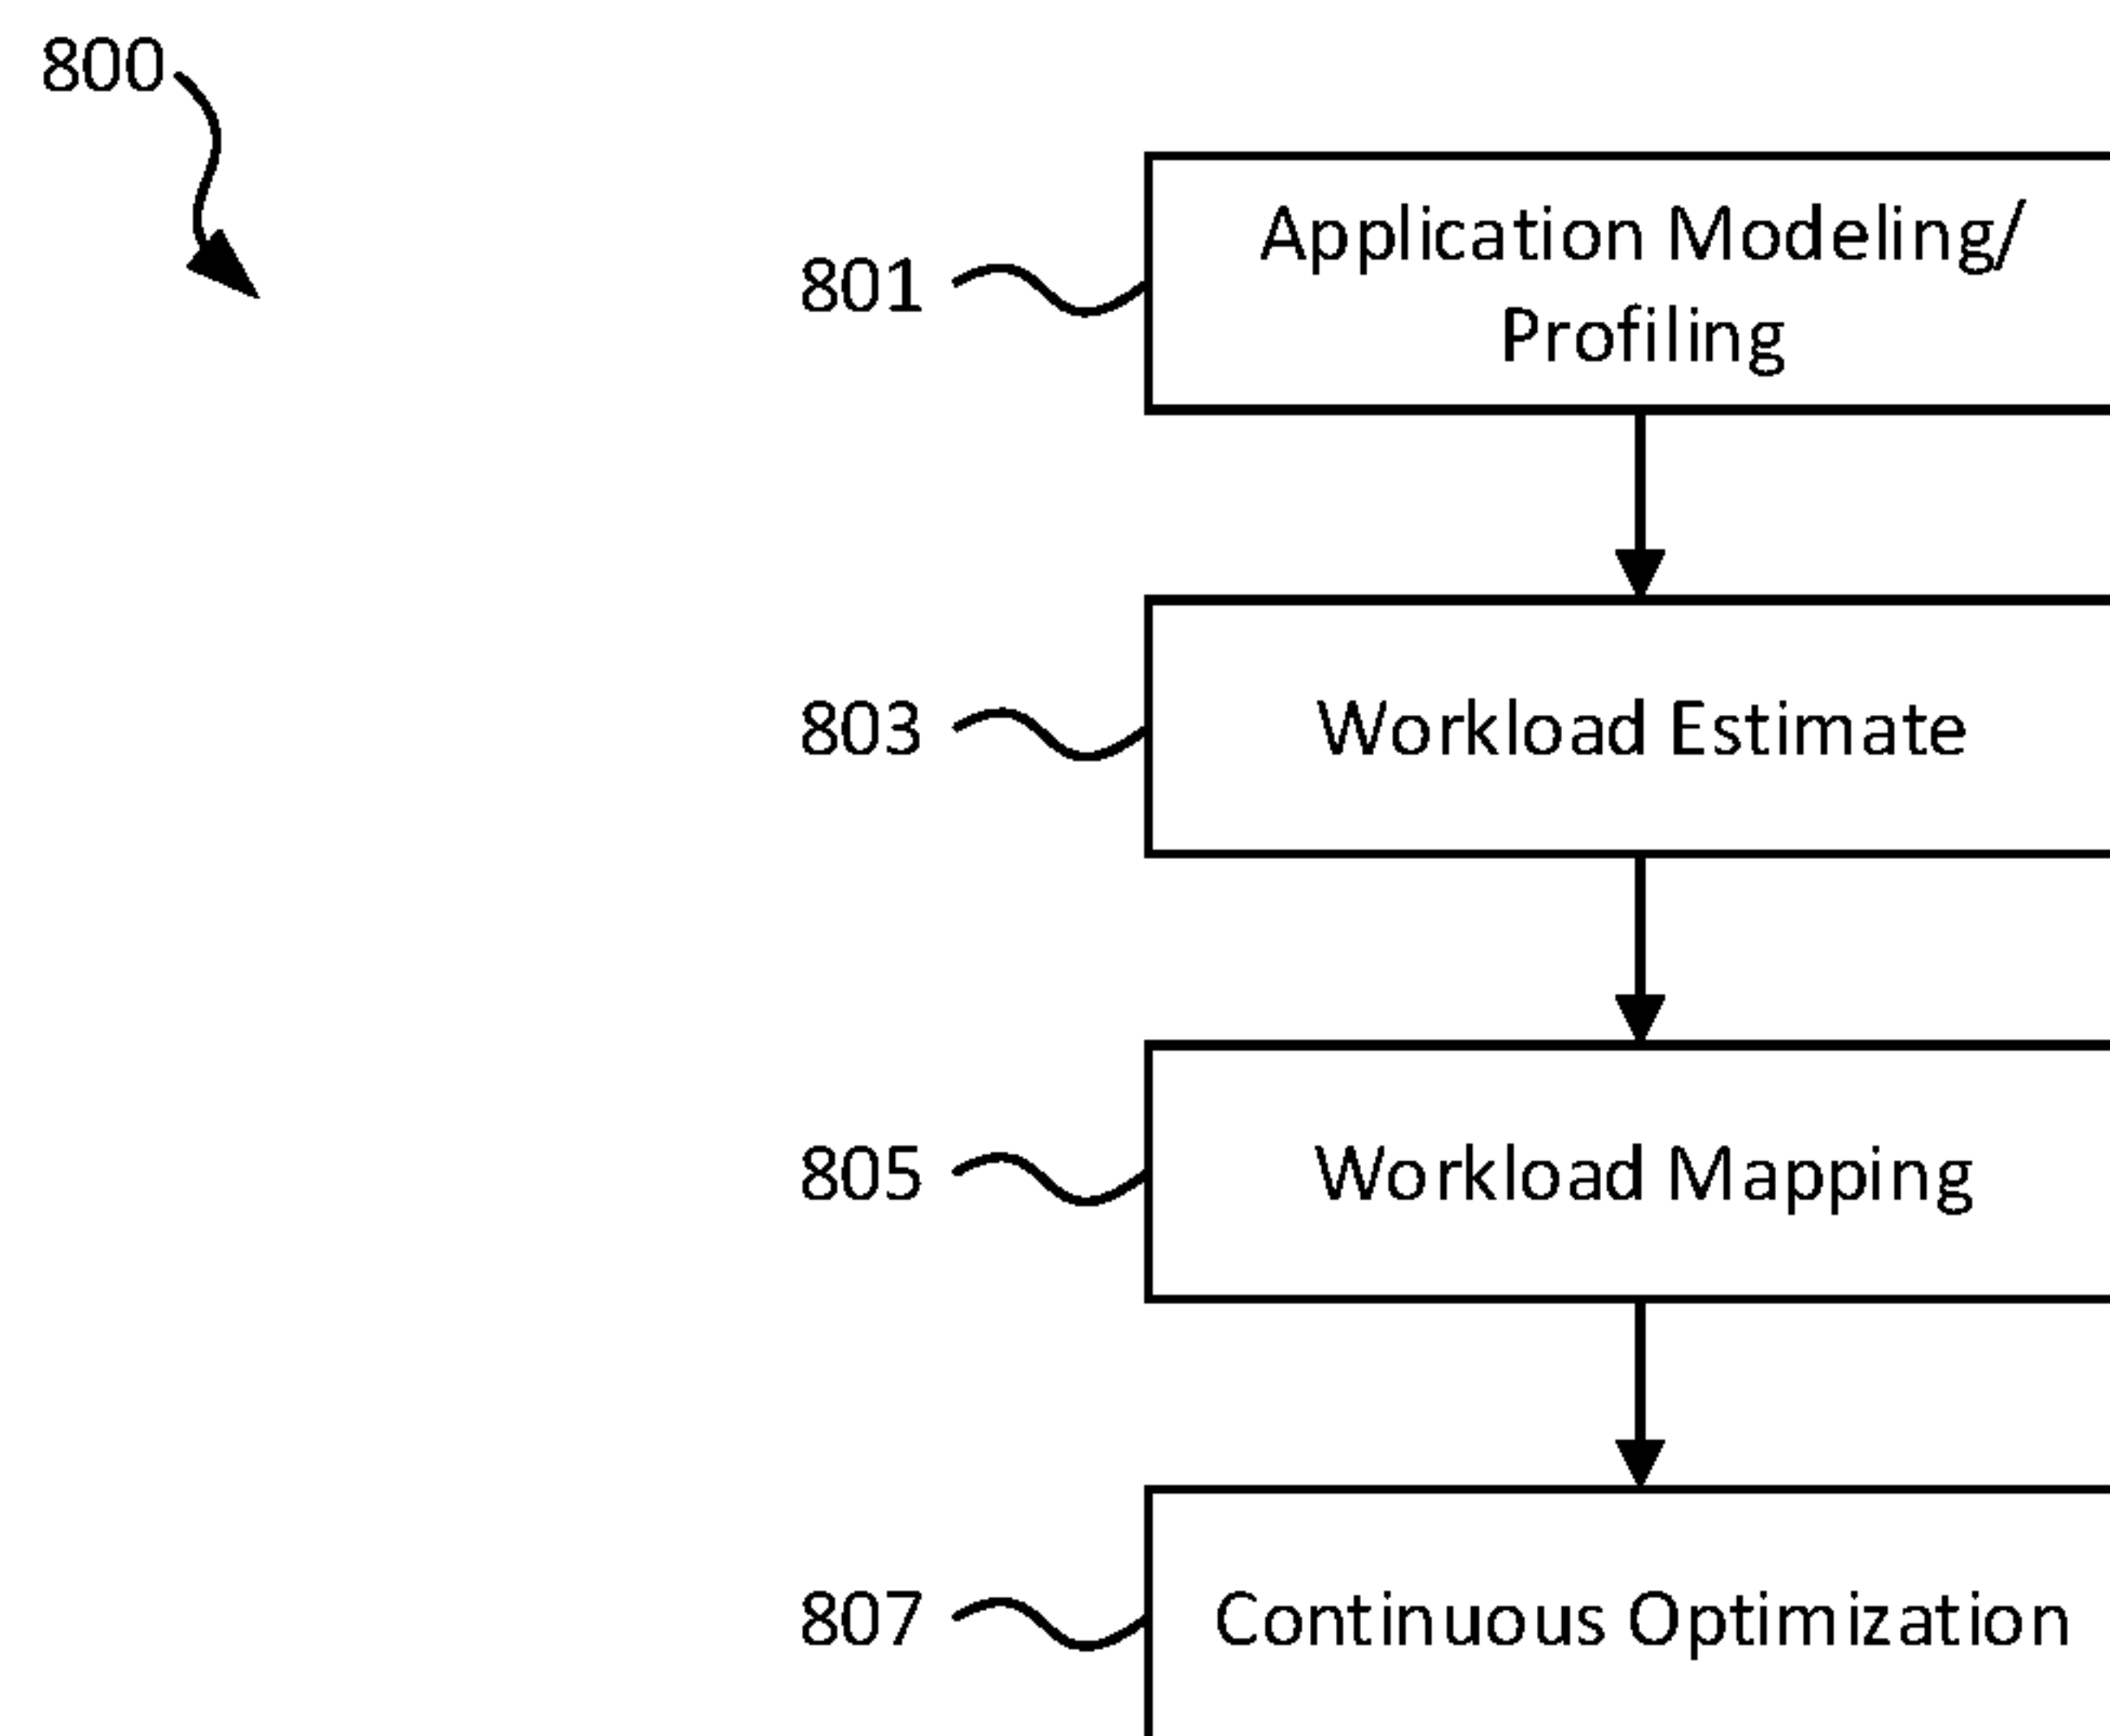 800
801
Application Modeling/
Profiling
803
Workload Estimate
805
Workload Mapping
807
Continuous Optimization